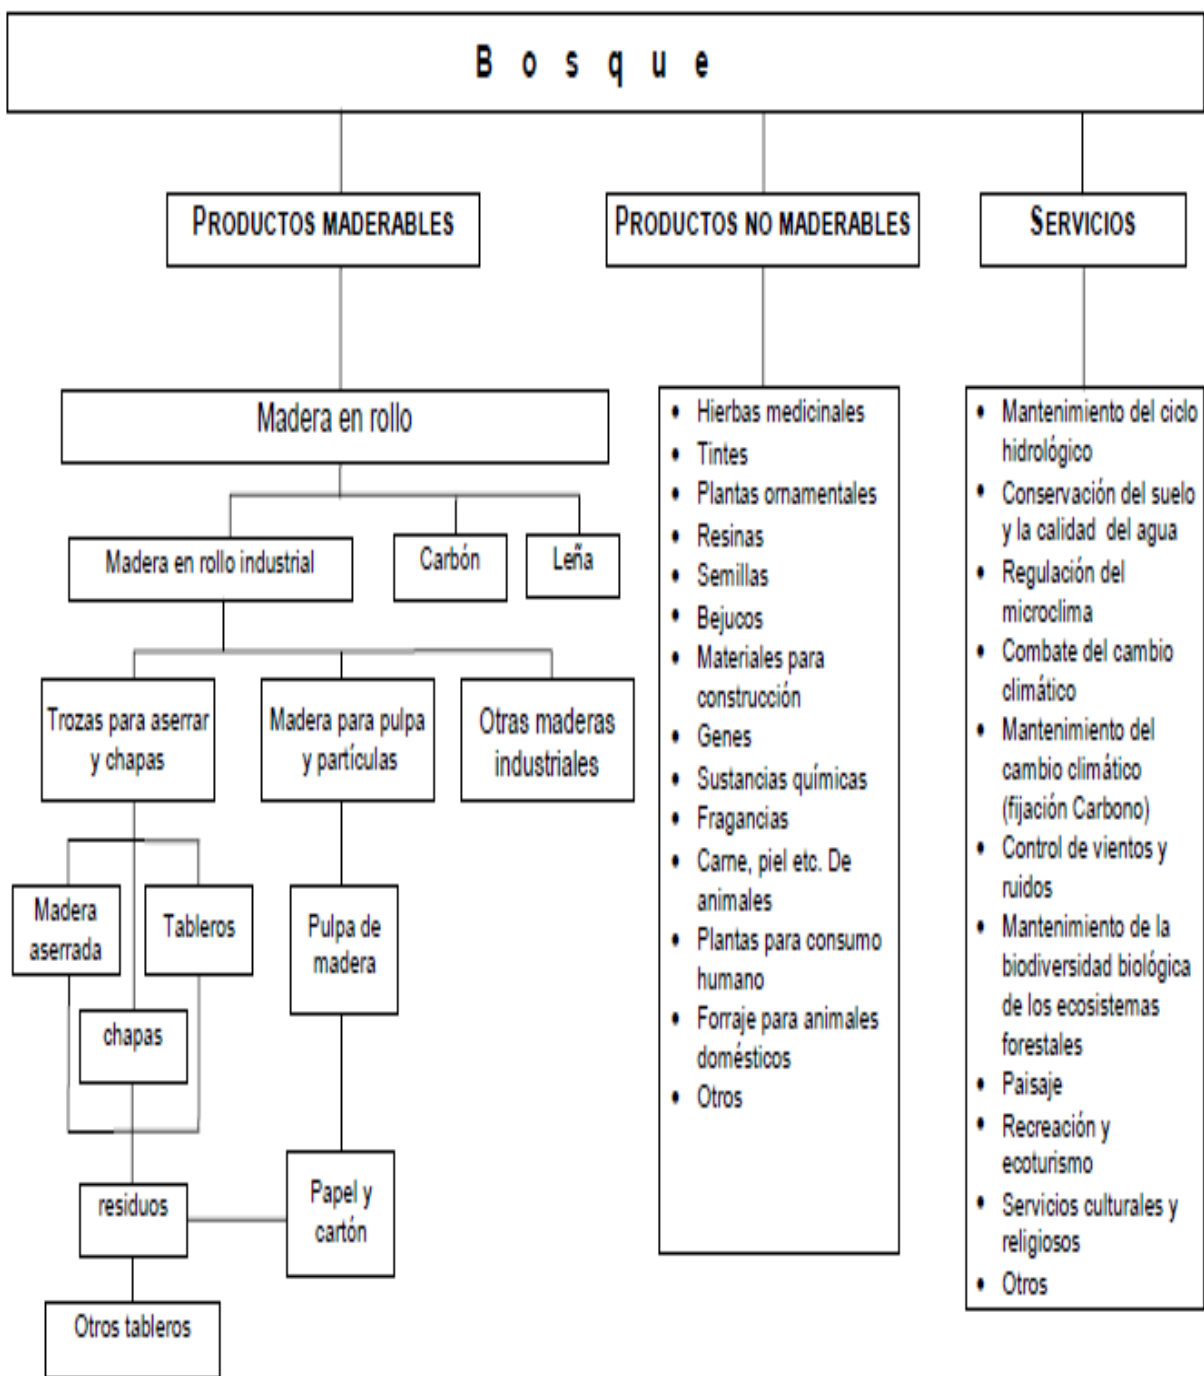 Bosque
PRODUCTOS MADERABLES
PRODUCTOS NO MADERABLES
SERVICIOS
Madera en rollo
Madera en rollo industrial
Carbón
Leña
Trozas para aserrar
y chapas
Madera para pulpa
y partículas
Otras maderas
industriales
Madera
aserrada
Tableros
Pulpa de
madera
chapas
residuos
Papel y
cartón
Otros tableros
• Hierbas medicinales
• Tintes
• Plantas ornamentales
• Resinas
• Semillas
• Bejucos
• Materiales para
construcción
• Genes
• Sustancias químicas
• Fragancias
• Carne, piel etc. De
animales
• Plantas para consumo
humano
• Forraje para animales
domésticos
• Otros
• Mantenimiento del ciclo
hidrológico
• Conservación del suelo
y la calidad del agua
• Regulación del
microclima
• Combate del cambio
climático
• Mantenimiento del
cambio climático
(fijación Carbono)
• Control de vientos y
ruidos
• Mantenimiento de la
biodiversidad biológica
de los ecosistemas
forestales
• Paisaje
• Recreación y
ecoturismo
• Servicios culturales y
religiosos
• Otros